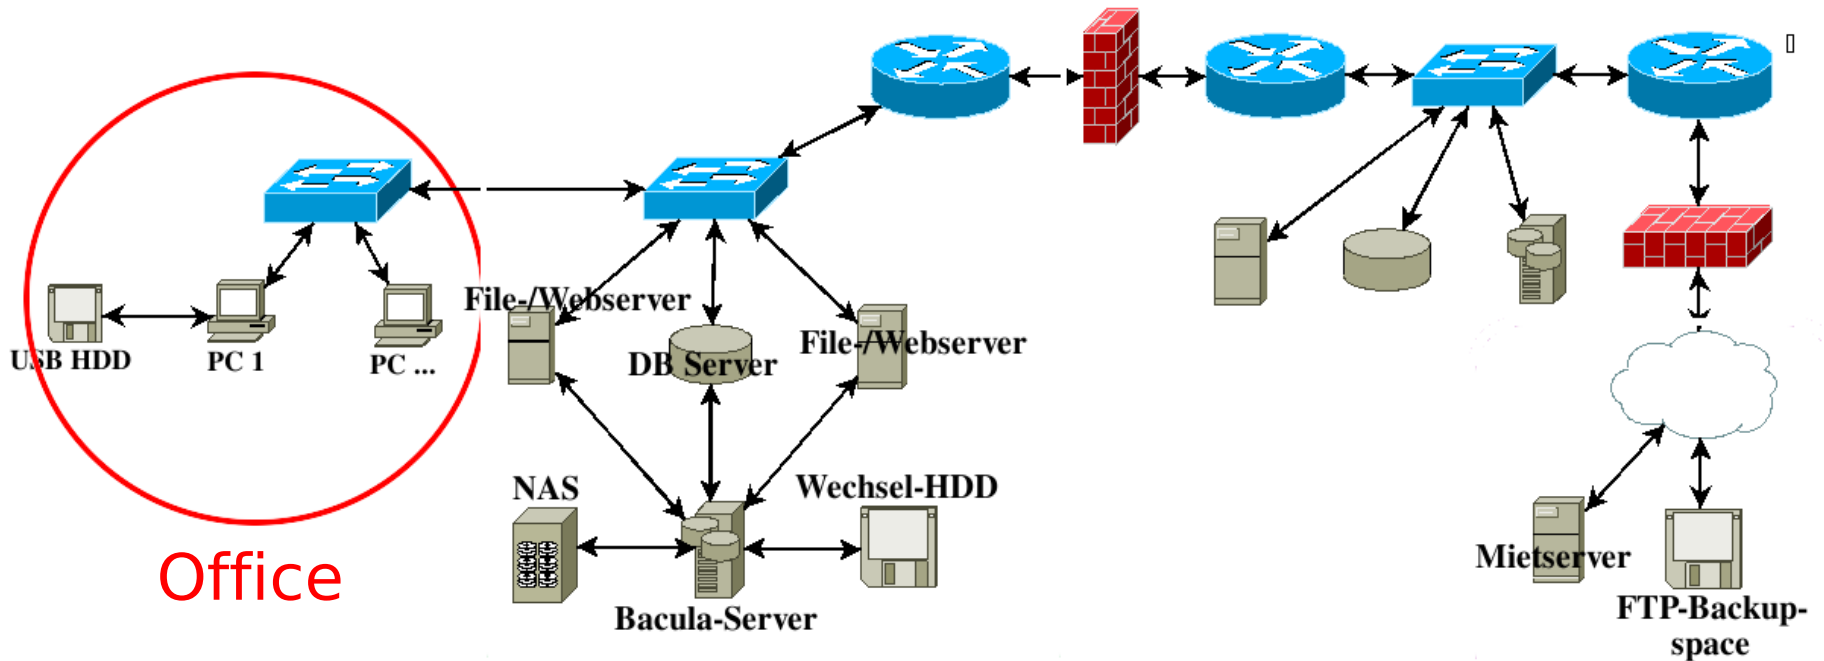 File-/Webserver
File-/Webserver
USB HDD
PC 1
PC ...
DB Server
NAS
Wechsel-HDD
Office
Bacula-Server
Mietserver
FTP-Backup-
space